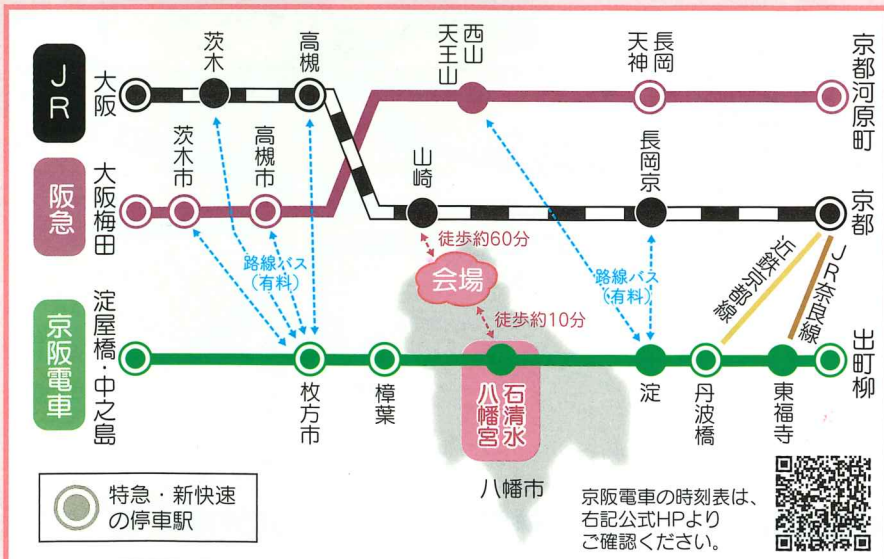 JR
大阪
茨木
高槻
西山
天王山
長岡
天神
京都河原町
阪急
大阪梅田
茨木市
高槻市
山崎
長岡京
京都
徒歩約60分
会場
路線バス
(有料)
路線バス
(有料)
徒歩約10分
近鉄京都線
JR奈良線
京阪電車
淀屋橋・中之島
枚方市
樟葉
石清水
八幡宮
淀
丹波橋
東福寺
出町柳
八幡市
特急・新快速
の停車駅
京阪電車の時刻表は、
右記公式HPより
ご確認ください。